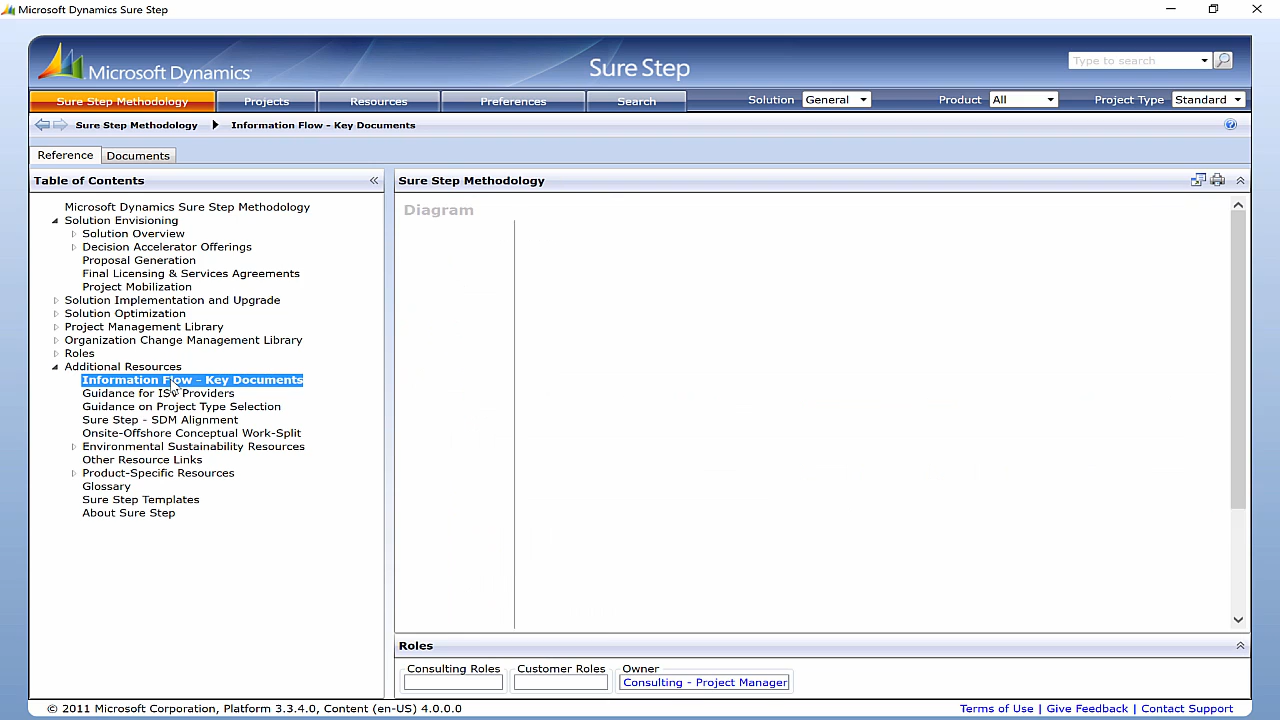 Microsoft Dynamics Sure Step
Microsoft Dynamics
Sure Step
Type to search
Sure Step Methodology Projects Resources Preferences Search Solution General Product All Project Type Standard
Sure Step Methodology Information Flow - Key Documents
Reference Documents
Table of Contents
Microsoft Dynamics Sure Step Methodology
Solution Envisioning
Solution Overview
Decision Accelerator Offerings
Proposal Generation
Final Licensing & Services Agreements
Project Mobilization
Solution Implementation and Upgrade
Solution Optimization
Project Management Library
Organization Change Management Library
Roles
Additional Resources
Information Flow - Key Documents
Guidance for ISV Providers
Guidance on Project Type Selection
Sure Step - SDM Alignment
Onsite-Offshore Conceptual Work-Split
Environmental Sustainability Resources
Other Resource Links
Product-Specific Resources
Glossary
Sure Step Templates
About Sure Step
Sure Step Methodology
Diagram
Roles
Consulting Roles Customer Roles Owner
Consulting - Project Manager
© 2011 Microsoft Corporation, Platform 3.3.4.0, Content (en-US) 4.0.0.0
Terms of Use | Give Feedback | Contact Support